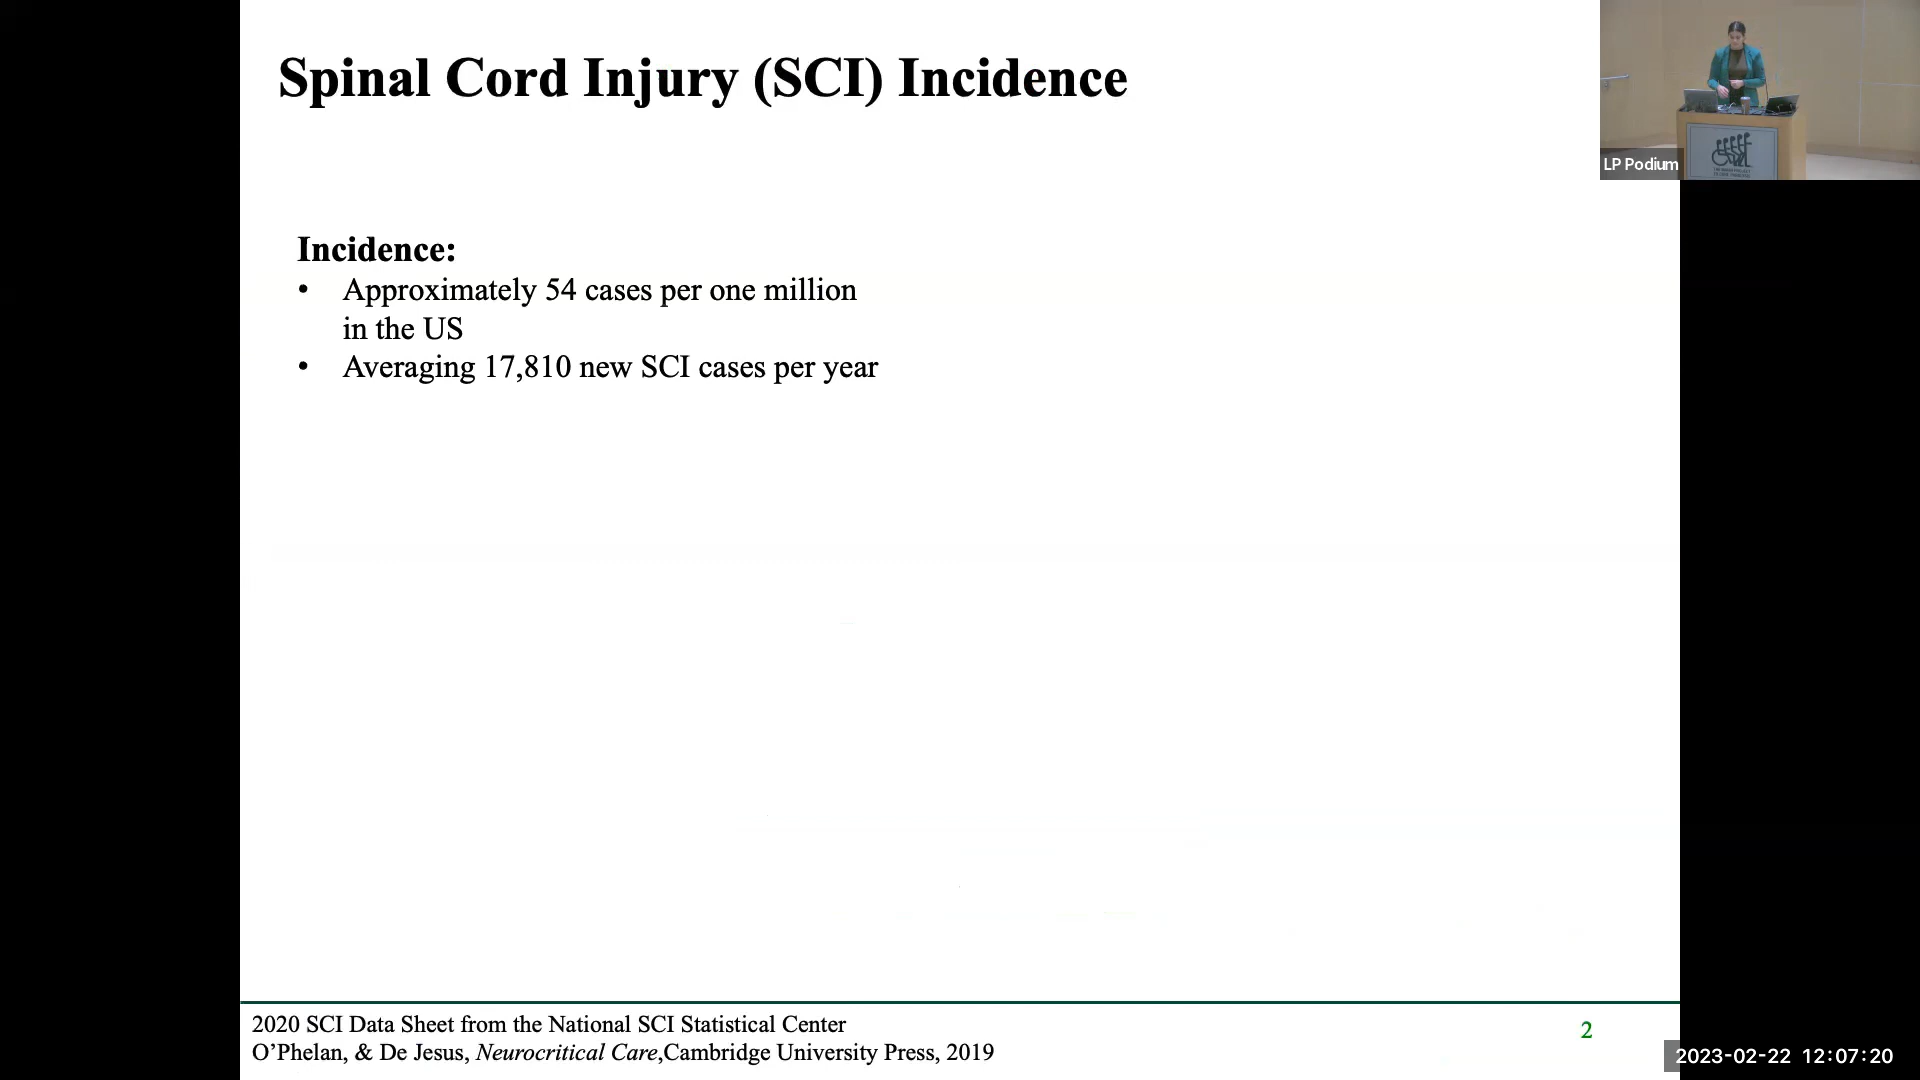 Spinal Cord Injury (SCI) Incidence
LP Podium
Incidence:
• Approximately 54 cases per one million
in the US
• Averaging 17,810 new SCI cases per year
2020 SCI Data Sheet from the National SCI Statistical Center
O’Phelan, & De Jesus, Neurocritical Care,Cambridge University Press, 2019
2
2023-02-22 12:07:20